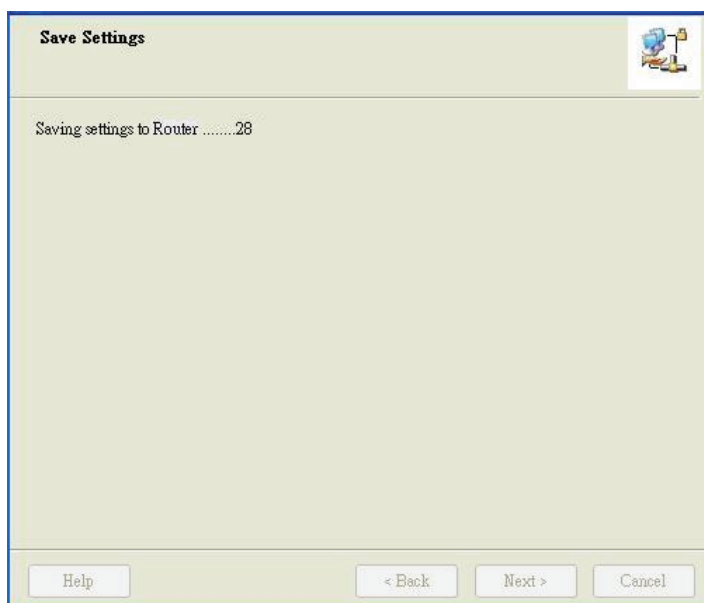 Save Settings
Saving settings to Router ........28
Help
< Back
Next >
Cancel